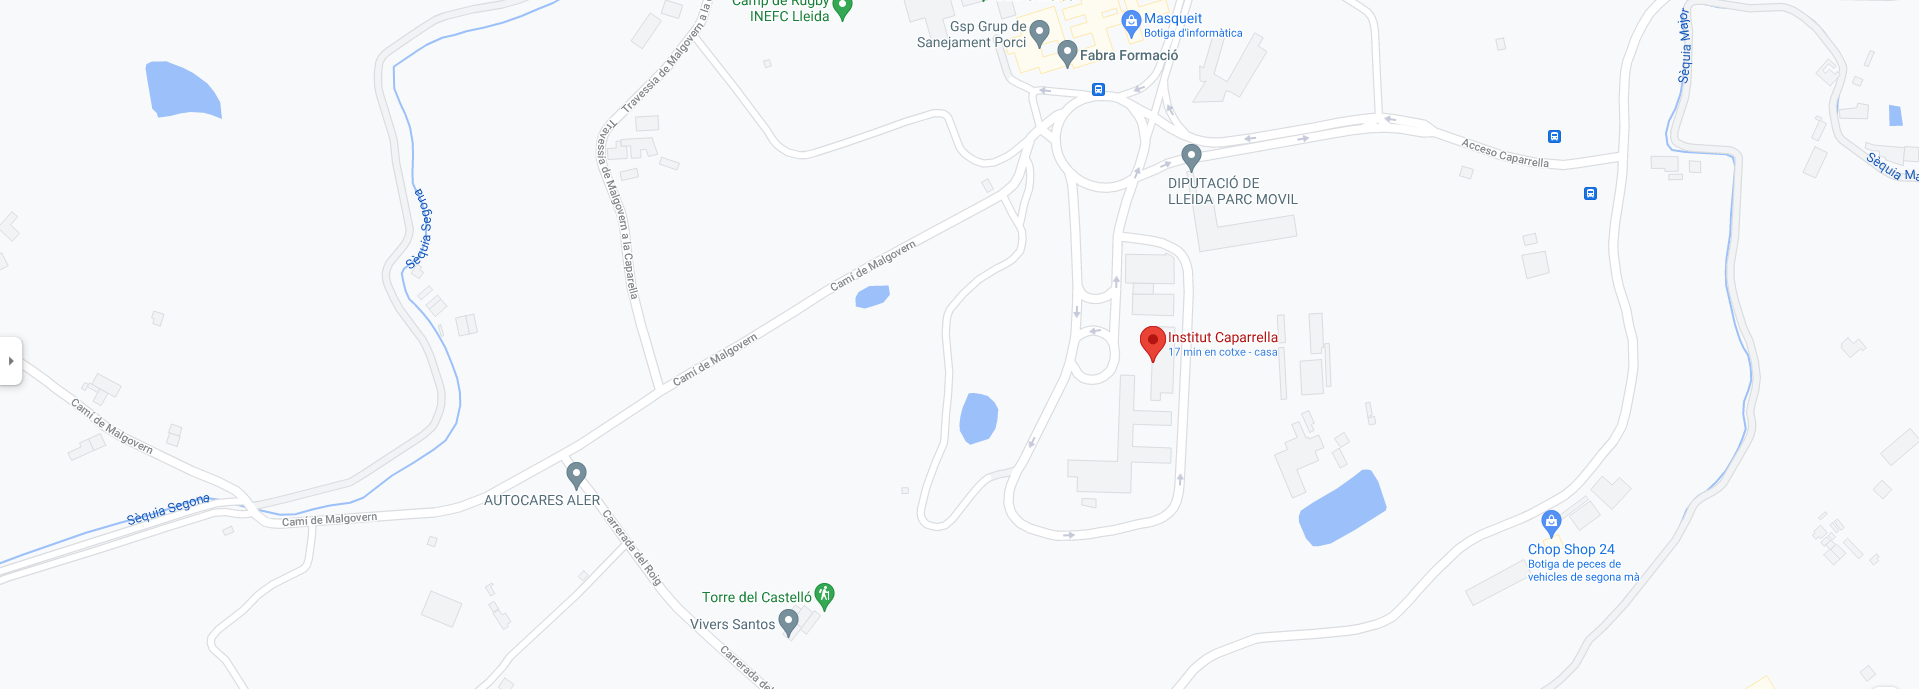 Camp de Rugby
INEFC Lleida
Gsp Grup de
Sanejament Porci
Masqueit
Botiga d'informàtica
Fabra Formació
Sèquia Major
Travessia de Malgovern a la
Travessia de Malgovern a la Caparella
Acceso Caparrella
Sèquia Ma
DIPUTACIÓ DE
LLEIDA PARC MOVIL
Sèquia Segona
Camí de Malgovern
Institut Caparrella
17 min en cotxe - casa
Camí de Malgovern
Camí de Malgovern
AUTOCARES ALER
Sèquia Segona
Camí de Malgovern
Carrerada del Roig
Chop Shop 24
Botiga de peces de
vehicles de segona mà
Torre del Castelló
Vivers Santos
Carrerada del